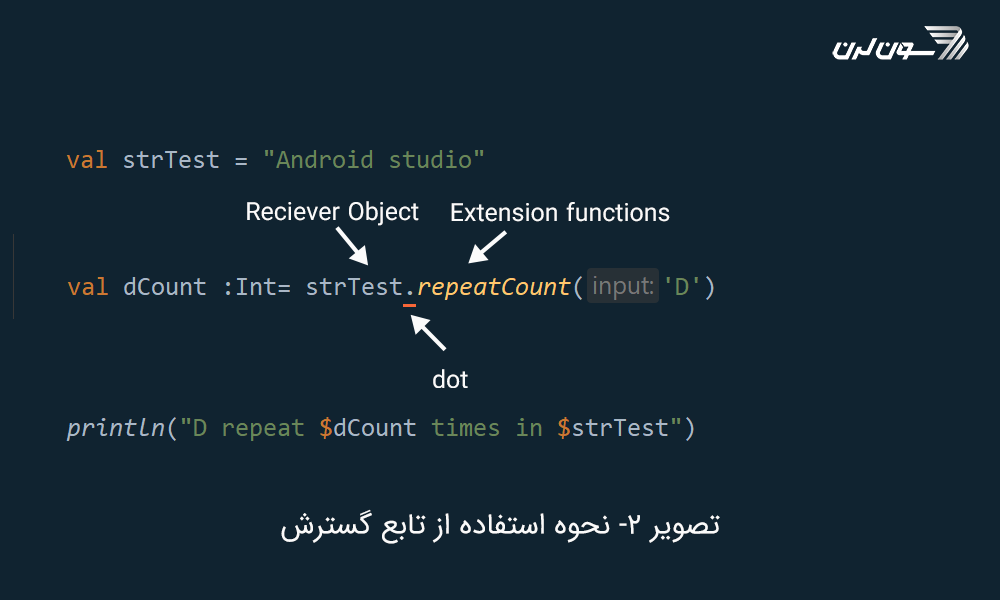 سون لرن
val strTest = "Android studio"
Reciever Object Extension functions
val dCount :Int= strTest.repeatCount( input: 'D')
dot
println("D repeat $dCount times in $strTest")
تصویر ۲- نحوه استفاده از تابع گسترش